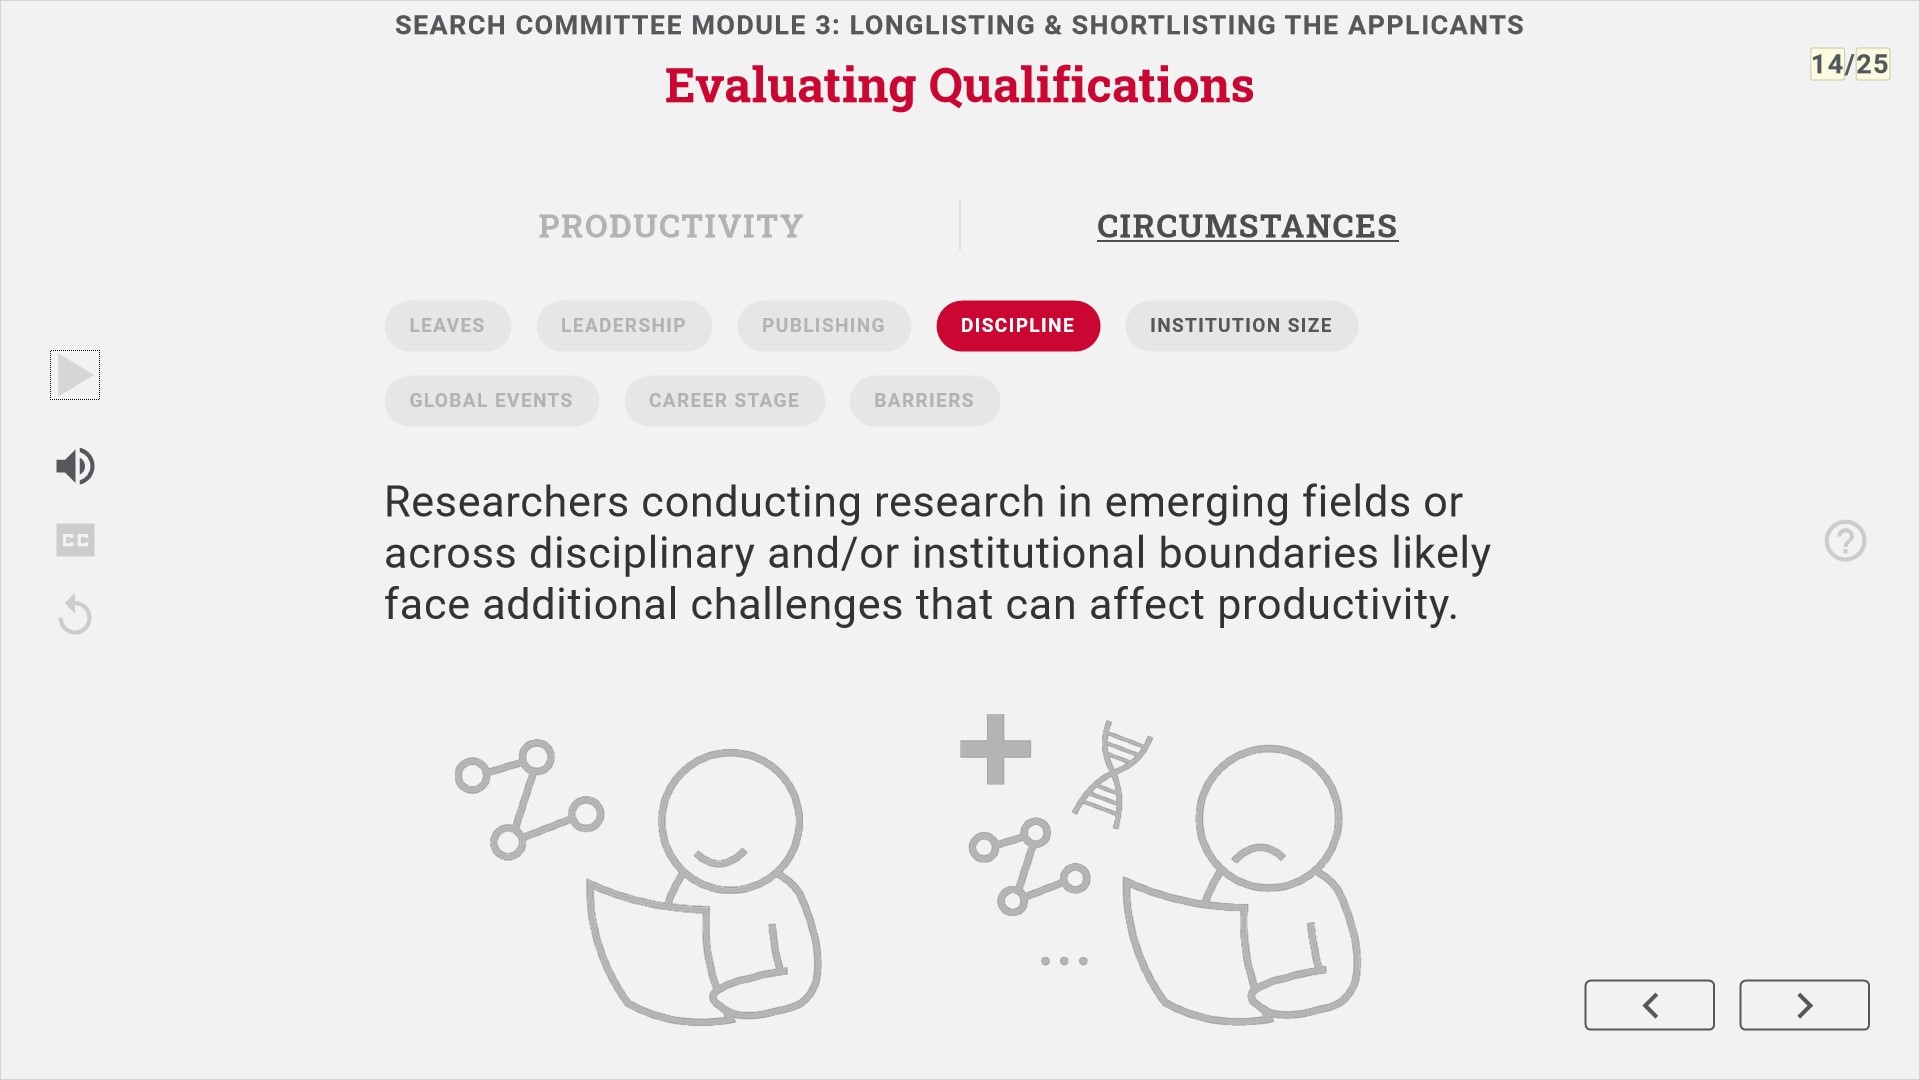 SEARCH COMMITTEE MODULE 3: LONGLISTING & SHORTLISTING THE APPLICANTS
Evaluating Qualifications
14/25
PRODUCTIVITY
CIRCUMSTANCES
LEAVES
LEADERSHIP
PUBLISHING
DISCIPLINE
INSTITUTION SIZE
GLOBAL EVENTS
CAREER STAGE
BARRIERS
Researchers conducting research in emerging fields or
across disciplinary and/or institutional boundaries likely
face additional challenges that can affect productivity.
CC
?
...